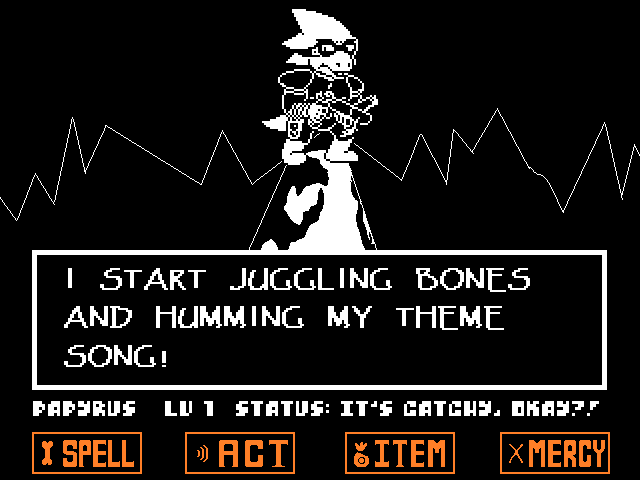 I START JUGGLING BONES
AND HUMMING MY THEME
SONG!
PAPYRUS LV 1 STATUS: IT'S CATCHY, OKAY?!
SPELL ACT ITEM MERCY